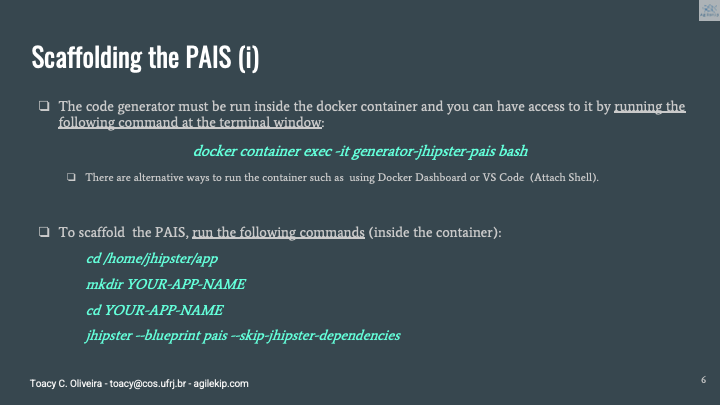 agilekip
Scaffolding the PAIS (i)
❑ The code generator must be run inside the docker container and you can have access to it by running the
following command at the terminal window:
docker container exec -it generator-jhipster-pais bash
❑ There are alternative ways to run the container such as using Docker Dashboard or VS Code (Attach Shell).
❑ To scaffold the PAIS, run the following commands (inside the container):
cd /home/jhipster/app
mkdir YOUR-APP-NAME
cd YOUR-APP-NAME
jhipster --blueprint pais --skip-jhipster-dependencies
Toacy C. Oliveira - toacy@cos.ufrj.br - agilekip.com
6